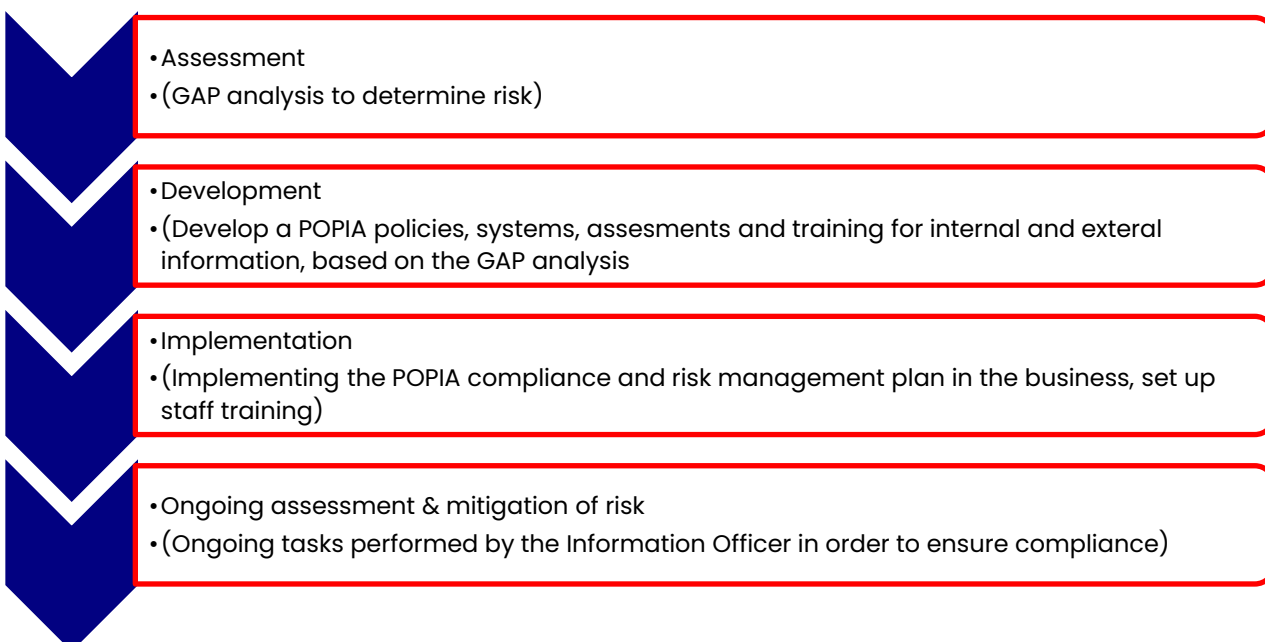 •Assessment
•(GAP analysis to determine risk)
•Development
•(Develop a POPIA policies, systems, assesments and training for internal and exteral
information, based on the GAP analysis
•Implementation
•(Implementing the POPIA compliance and risk management plan in the business, set up
staff training)
•Ongoing assessment & mitigation of risk
•(Ongoing tasks performed by the Information Officer in order to ensure compliance)